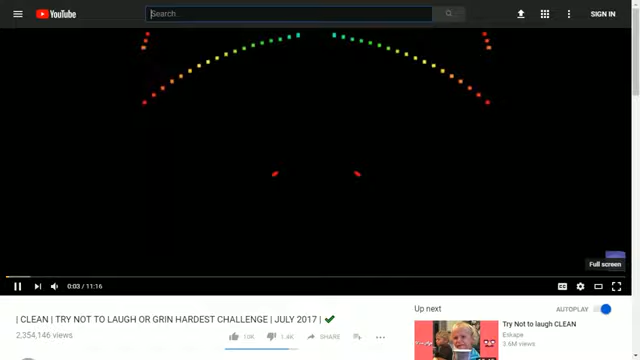 YouTube
Search
SIGN IN
Full screen
0:03 / 11:16
CC
| CLEAN | TRY NOT TO LAUGH OR GRIN HARDEST CHALLENGE | JULY 2017 |
2,354,146 views
10K
1.4K
SHARE
Up next
AUTOPLAY
Try Not to laugh CLEAN
Eskape
3.6M views